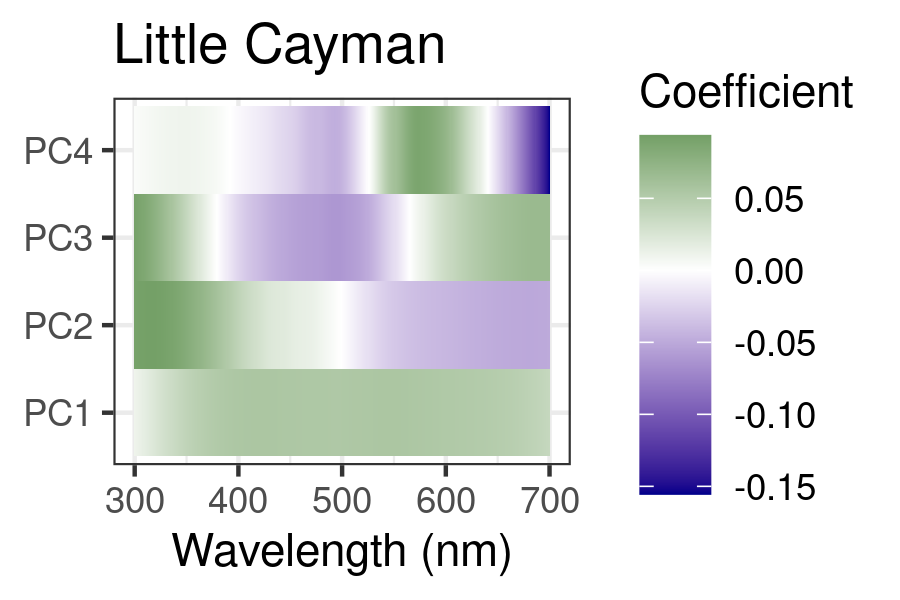 Little Cayman
PC4
PC3
PC2
PC1
300 400 500 600 700
Wavelength (nm)
Coefficient
0.05
0.00
-0.05
-0.10
-0.15